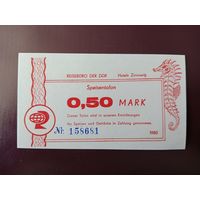 REISEBÜRO DER DDR Hotels Zinnowitz
Speisentalon
0,50 MARK
Dieser Talon wird in unseren Einrichtungen
für Speisen und Getränke in Zahlung genommen.
№ 158681 1980